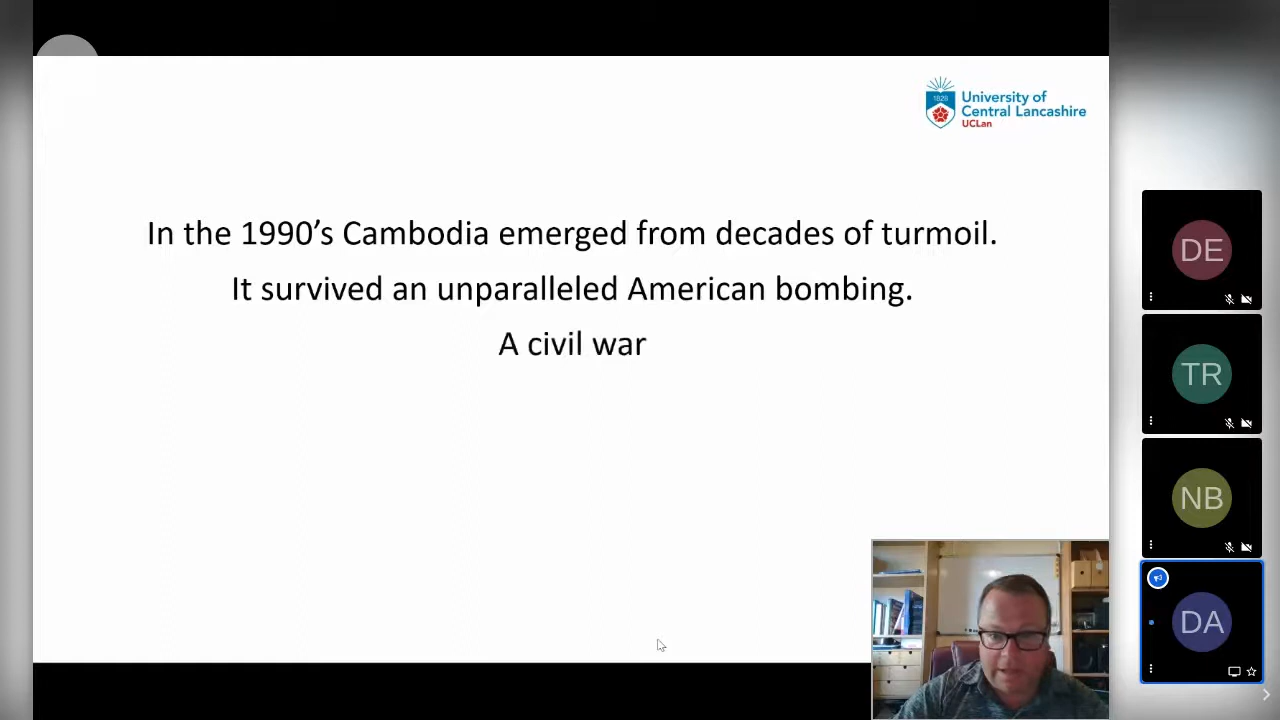 1828
University of
Central Lancashire
UCLan
In the 1990’s Cambodia emerged from decades of turmoil.
It survived an unparalleled American bombing.
A civil war
DE
TR
NB
DA